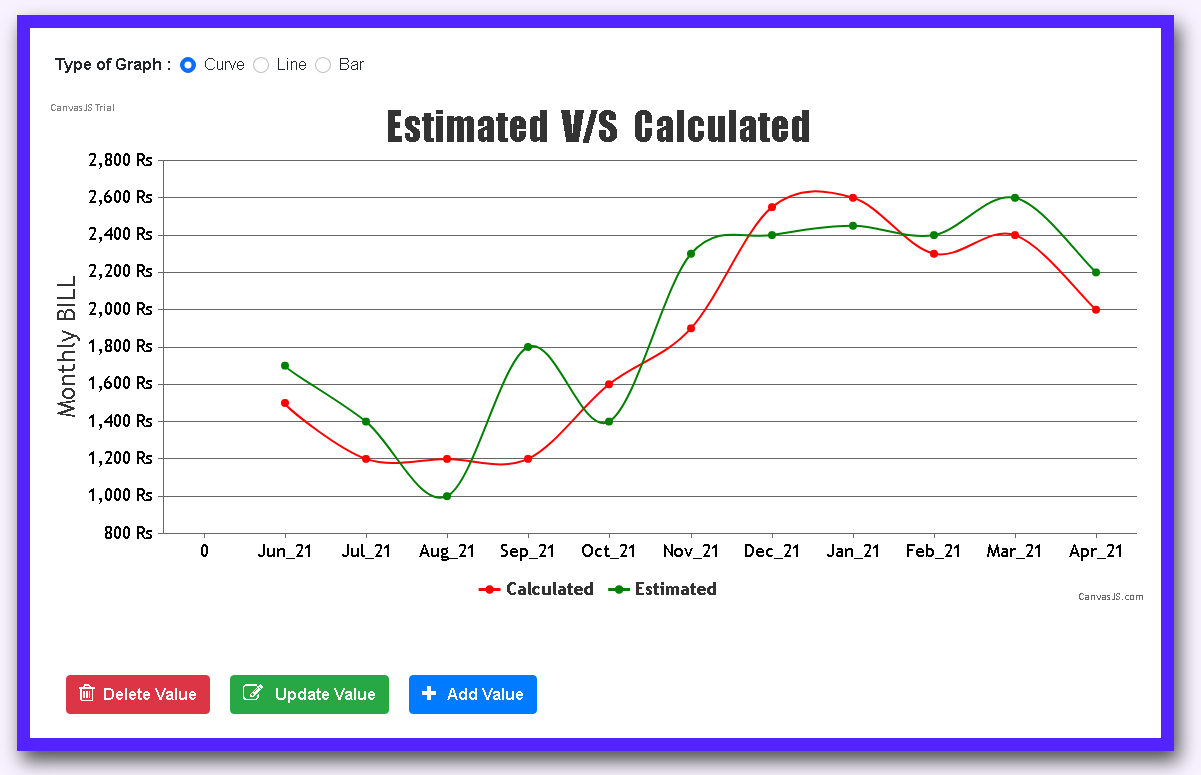 Type of Graph : Curve Line Bar
CanvasJS Trial
Estimated V/S Calculated
Monthly BILL
2,800 Rs
2,600 Rs
2,400 Rs
2,200 Rs
2,000 Rs
1,800 Rs
1,600 Rs
1,400 Rs
1,200 Rs
1,000 Rs
800 Rs
0 Jun_21 Jul_21 Aug_21 Sep_21 Oct_21 Nov_21 Dec_21 Jan_21 Feb_21 Mar_21 Apr_21
Calculated Estimated
CanvasJS.com
Delete Value Update Value Add Value